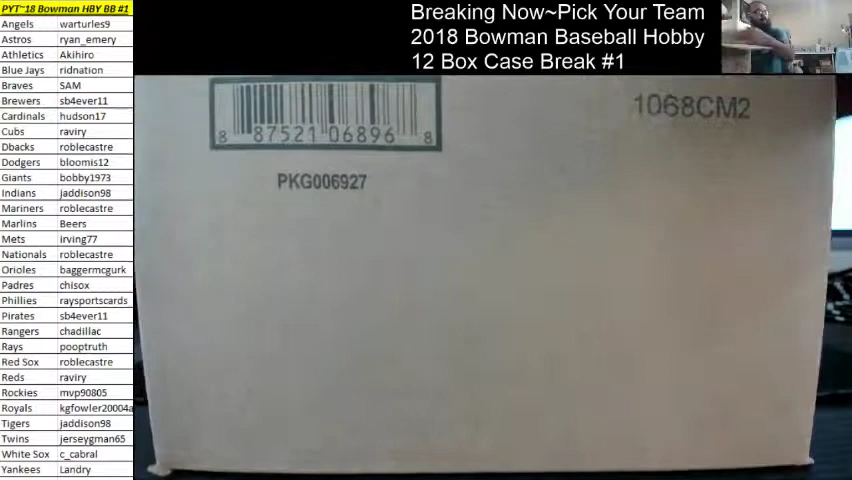 PYT~18 Bowman HBY BB #1
Angels warturles9
Astros ryan_emery
Athletics Akihiro
Blue Jays ridnation
Braves SAM
Brewers sb4ever11
Cardinals hudson17
Cubs raviry
Dbacks roblecastre
Dodgers bloomis12
Giants bobby1973
Indians jaddison98
Mariners roblecastre
Marlins Beers
Mets irving77
Nationals roblecastre
Orioles baggermcgurk
Padres chisox
Phillies raysportscards
Pirates sb4ever11
Rangers chadillac
Rays pooptruth
Red Sox roblecastre
Reds raviry
Rockies mvp90805
Royals kgfowler20004a
Tigers jaddison98
Twins jerseygman65
White Sox c_cabral
Yankees Landry
Breaking Now~Pick Your Team
2018 Bowman Baseball Hobby
12 Box Case Break #1
8 87521 06896 8
1068CM2
PKG006927